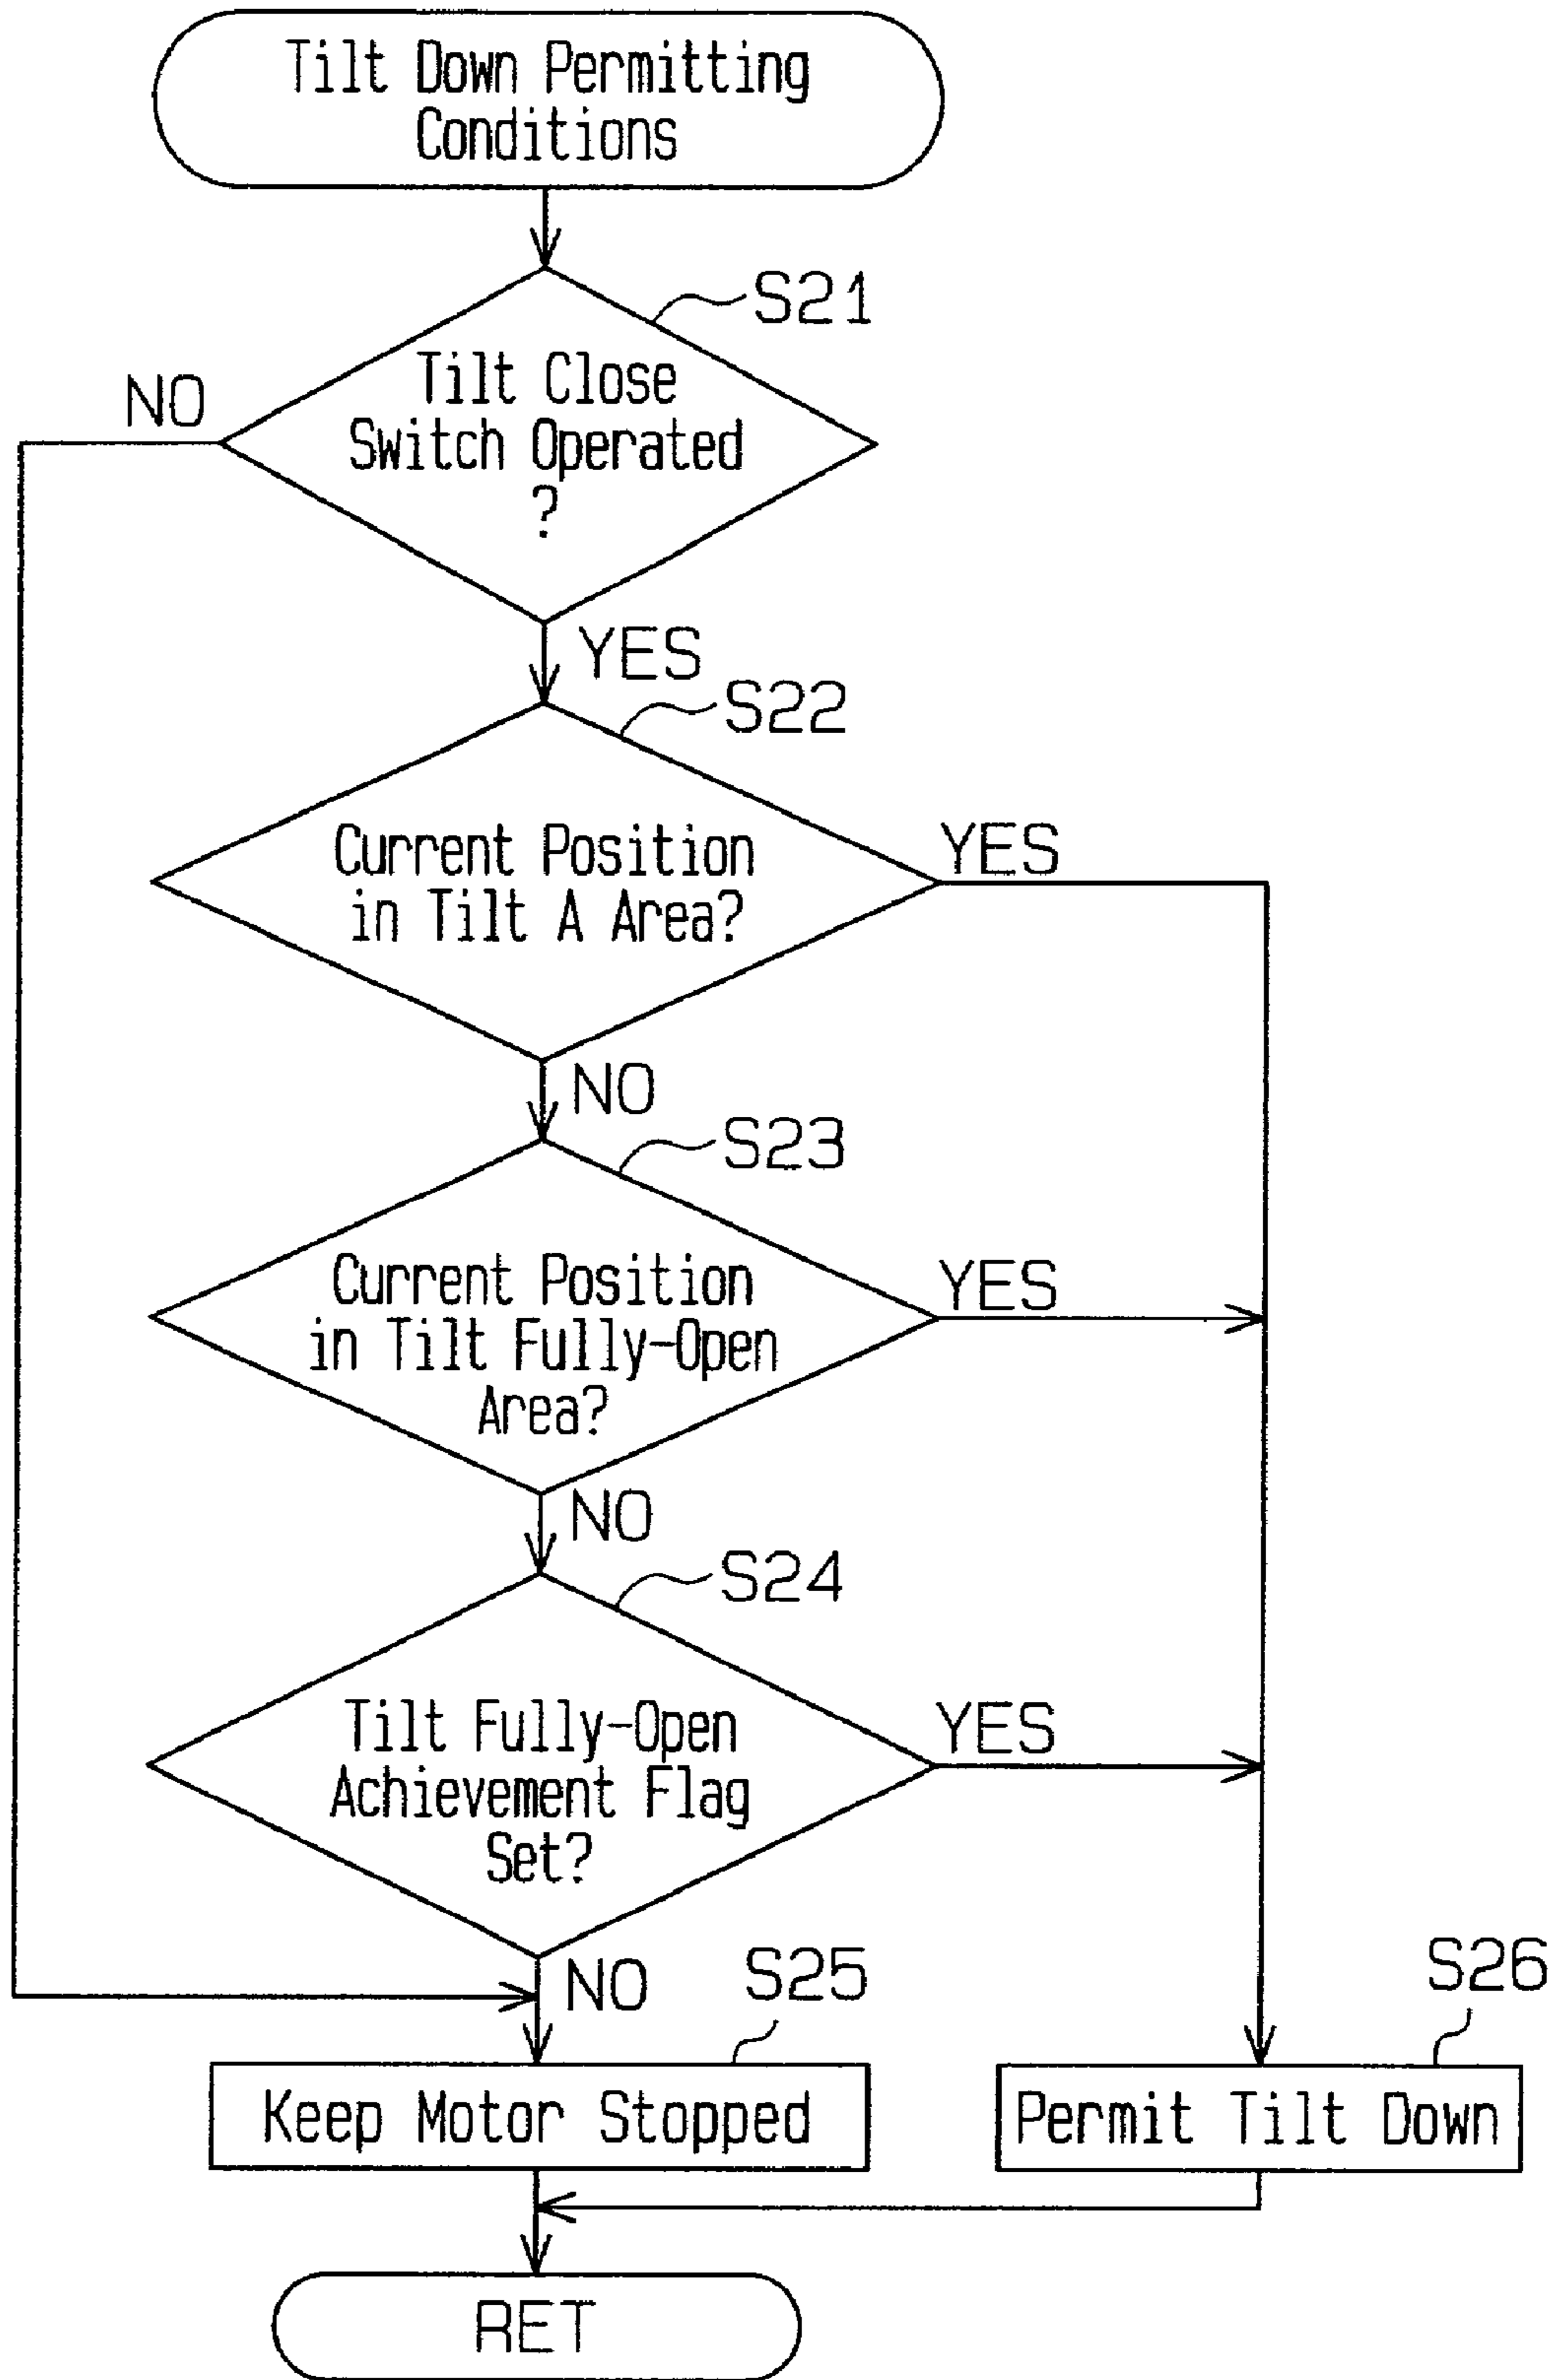 Tilt Down Permitting
Conditions
S21
NO
Tilt Close
Switch Operated
?
YES
S22
Current Position
in Tilt A Area?
YES
NO
S23
Current Position
in Tilt Fully-Open
Area?
YES
NO
S24
Tilt Fully-Open
Achievement Flag
Set?
YES
NO
S25
S26
Keep Motor Stopped
Permit Tilt Down
RET